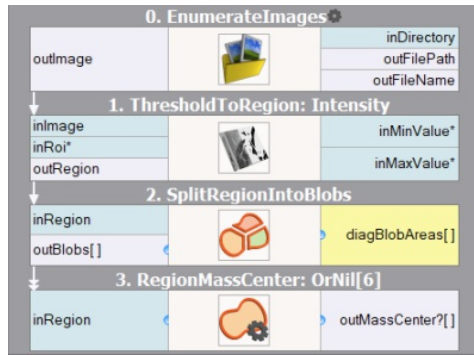 0. EnumerateImages
outImage
inDirectory
outFilePath
outFileName
1. ThresholdToRegion: Intensity
inImage
inRoi*
outRegion
inMinValue*
inMaxValue*
2. SplitRegionIntoBlobs
inRegion
outBlobs[ ]
diagBlobAreas[ ]
3. RegionMassCenter: OrNil[6]
inRegion
outMassCenter?[ ]